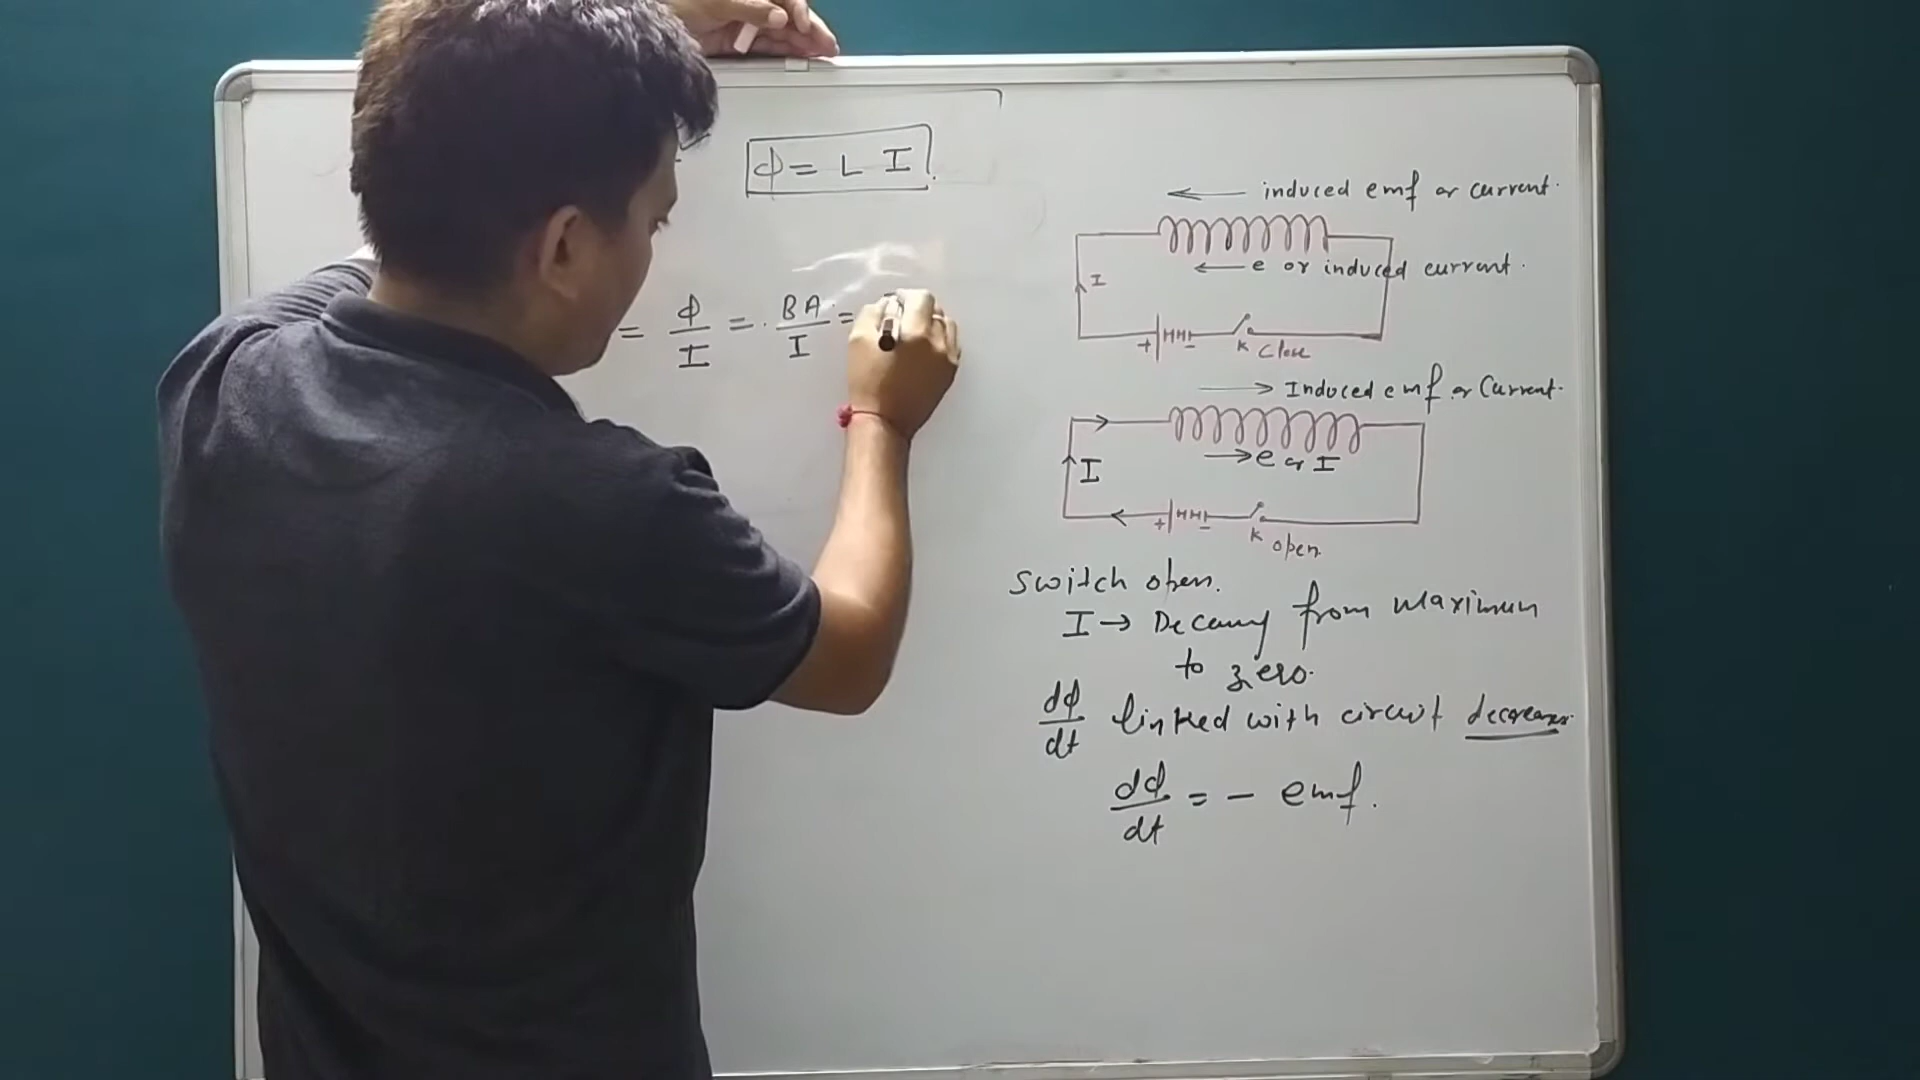 ϕ = L I
= ϕ/I = BA/I =
← induced emf or current.
← e or induced current.
I
+ - K close
→ Induced emf or Current.
→ e or I
I
+ - K open
Switch open.
I → Decay from Maximum
to zero.
dϕ/dt linked with circuit decreases.
dϕ/dt = - emf.